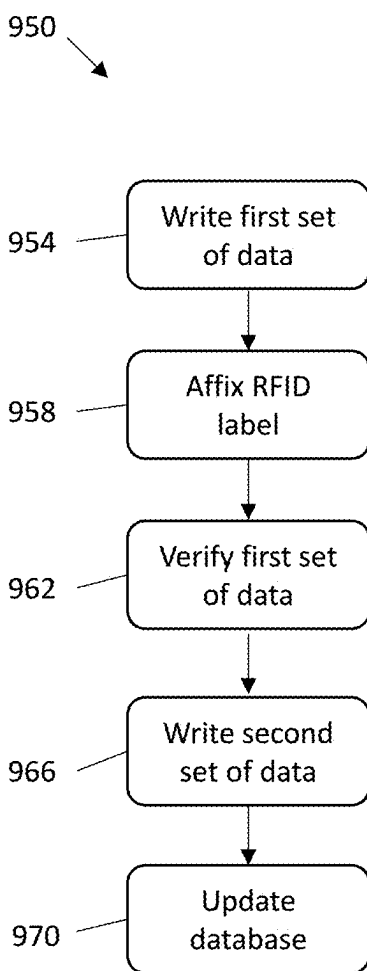 950
954
Write first set
of data
958
Affix RFID
label
962
Verify first set
of data
966
Write second
set of data
970
Update
database